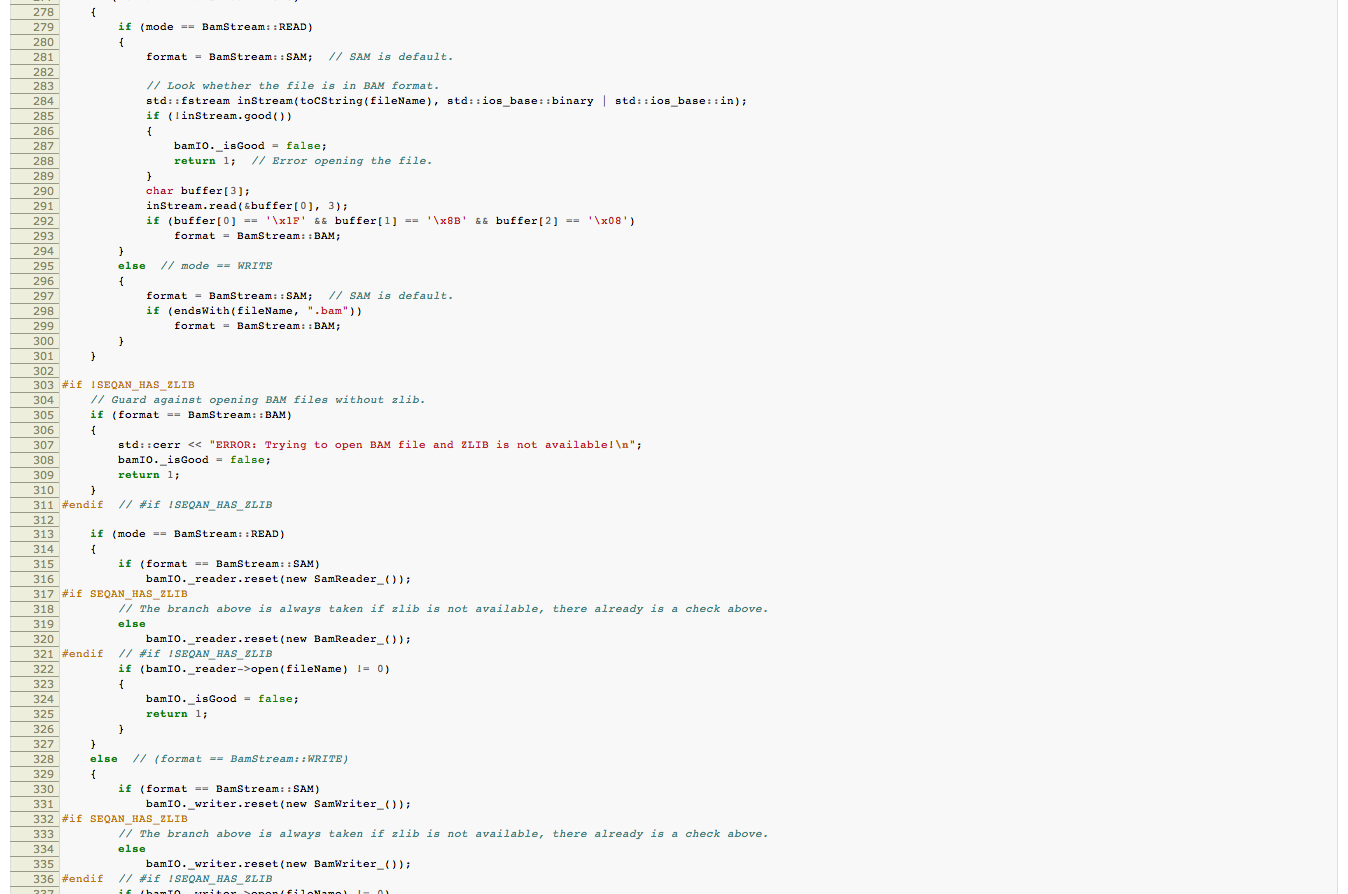 278     {
279         if (mode == BamStream::READ)
280         {
281             format = BamStream::SAM;  // SAM is default.
282
283             // Look whether the file is in BAM format.
284             std::fstream inStream(toCString(fileName), std::ios_base::binary | std::ios_base::in);
285             if (!inStream.good())
286             {
287                 bamIO._isGood = false;
288                 return 1;  // Error opening the file.
289             }
290             char buffer[3];
291             inStream.read(&buffer[0], 3);
292             if (buffer[0] == '\x1F' && buffer[1] == '\x8B' && buffer[2] == '\x08')
293                 format = BamStream::BAM;
294         }
295         else  // mode == WRITE
296         {
297             format = BamStream::SAM;  // SAM is default.
298             if (endsWith(fileName, ".bam"))
299                 format = BamStream::BAM;
300         }
301     }
302
303 #if !SEQAN_HAS_ZLIB
304     // Guard against opening BAM files without zlib.
305     if (format == BamStream::BAM)
306     {
307         std::cerr << "ERROR: Trying to open BAM file and ZLIB is not available!\n";
308         bamIO._isGood = false;
309         return 1;
310     }
311 #endif  // #if !SEQAN_HAS_ZLIB
312
313     if (mode == BamStream::READ)
314     {
315         if (format == BamStream::SAM)
316             bamIO._reader.reset(new SamReader_());
317 #if SEQAN_HAS_ZLIB
318         // The branch above is always taken if zlib is not available, there already is a check above.
319         else
320             bamIO._reader.reset(new BamReader_());
321 #endif  // #if !SEQAN_HAS_ZLIB
322         if (bamIO._reader->open(fileName) != 0)
323         {
324             bamIO._isGood = false;
325             return 1;
326         }
327     }
328     else  // (format == BamStream::WRITE)
329     {
330         if (format == BamStream::SAM)
331             bamIO._writer.reset(new SamWriter_());
332 #if SEQAN_HAS_ZLIB
333         // The branch above is always taken if zlib is not available, there already is a check above.
334         else
335             bamIO._writer.reset(new BamWriter_());
336 #endif  // #if !SEQAN_HAS_ZLIB
337         if (bamIO._writer->open(fileName) != 0)